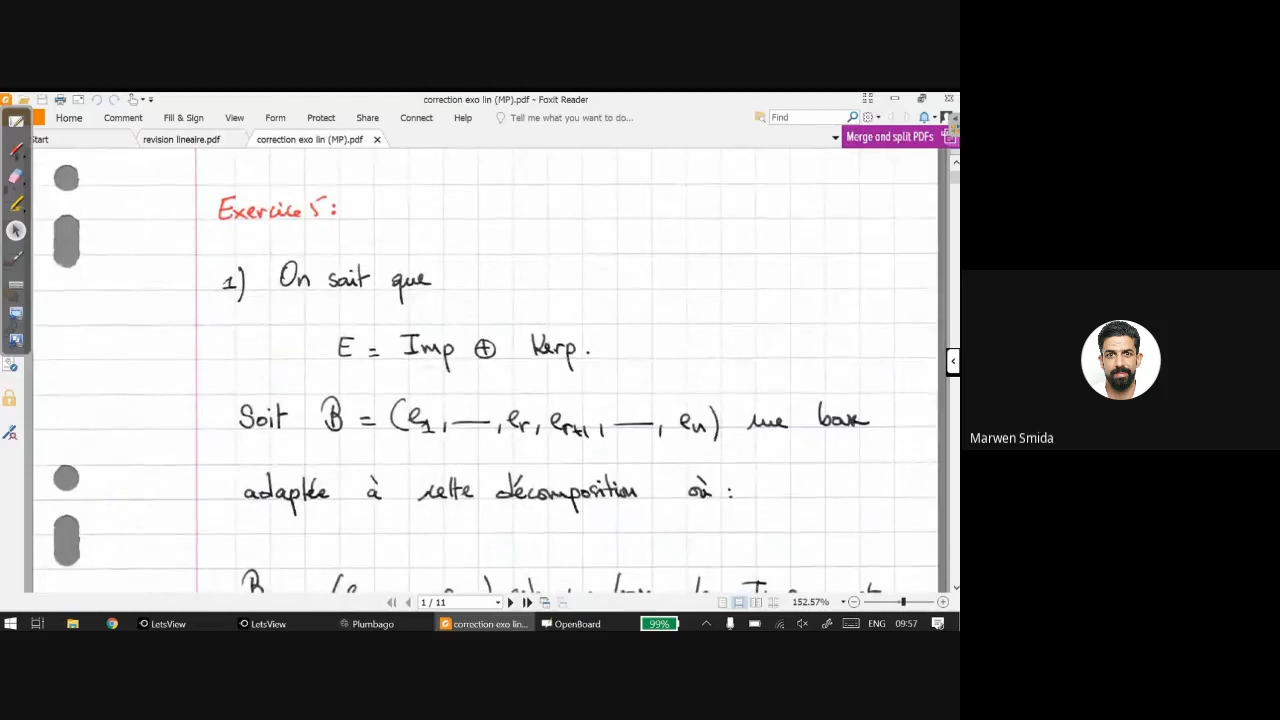 correction exo lin (MP).pdf - Foxit Reader
Home Comment Fill & Sign View Form Protect Share Connect Help Tell me what you want to do... Find
Start revision lineaire.pdf correction exo lin (MP).pdf Merge and split PDFs
Exercice 5:
1) On sait que
E = Imp ⊕ Kerp.
Soit B = (e1, —, er, er+1, —, en) une base
adaptée à cette décomposition où :
Marwen Smida
1 / 11 152.57%
LetsView LetsView Plumbago correction exo lin... OpenBoard 99% ENG 09:57